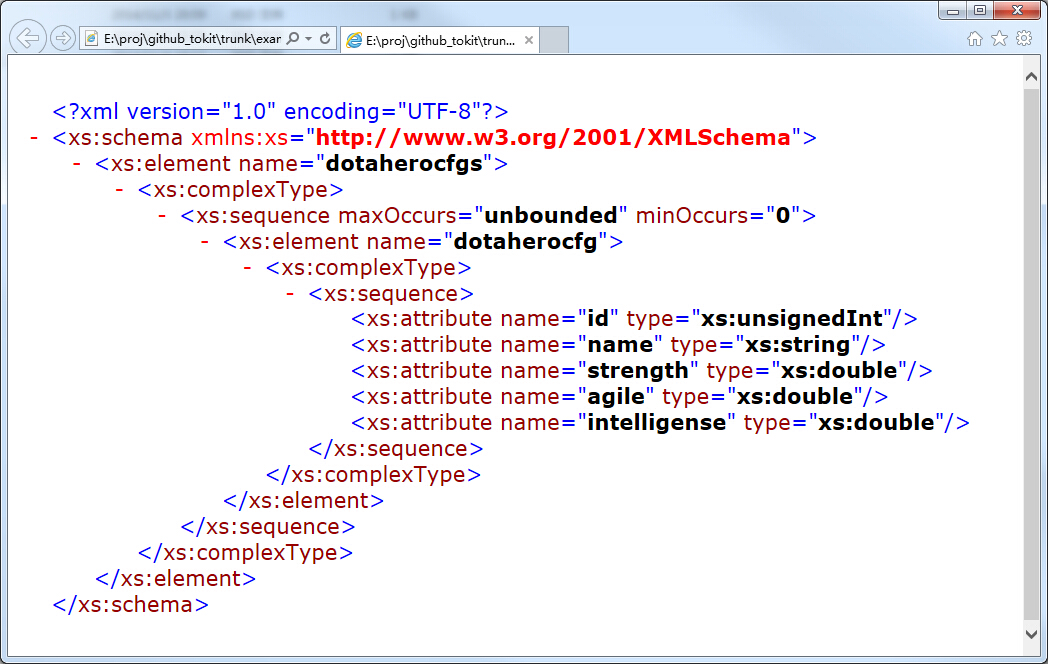 E:\proj\github_tokit\trunk\exar
E:\proj\github_tokit\trun...
<?xml version="1.0" encoding="UTF-8"?>
- <xs:schema xmlns:xs="http://www.w3.org/2001/XMLSchema">
- <xs:element name="dotaherocfgs">
- <xs:complexType>
- <xs:sequence maxOccurs="unbounded" minOccurs="0">
- <xs:element name="dotaherocfg">
- <xs:complexType>
- <xs:sequence>
<xs:attribute name="id" type="xs:unsignedInt"/>
<xs:attribute name="name" type="xs:string"/>
<xs:attribute name="strength" type="xs:double"/>
<xs:attribute name="agile" type="xs:double"/>
<xs:attribute name="intelligense" type="xs:double"/>
</xs:sequence>
</xs:complexType>
</xs:element>
</xs:sequence>
</xs:complexType>
</xs:element>
</xs:schema>